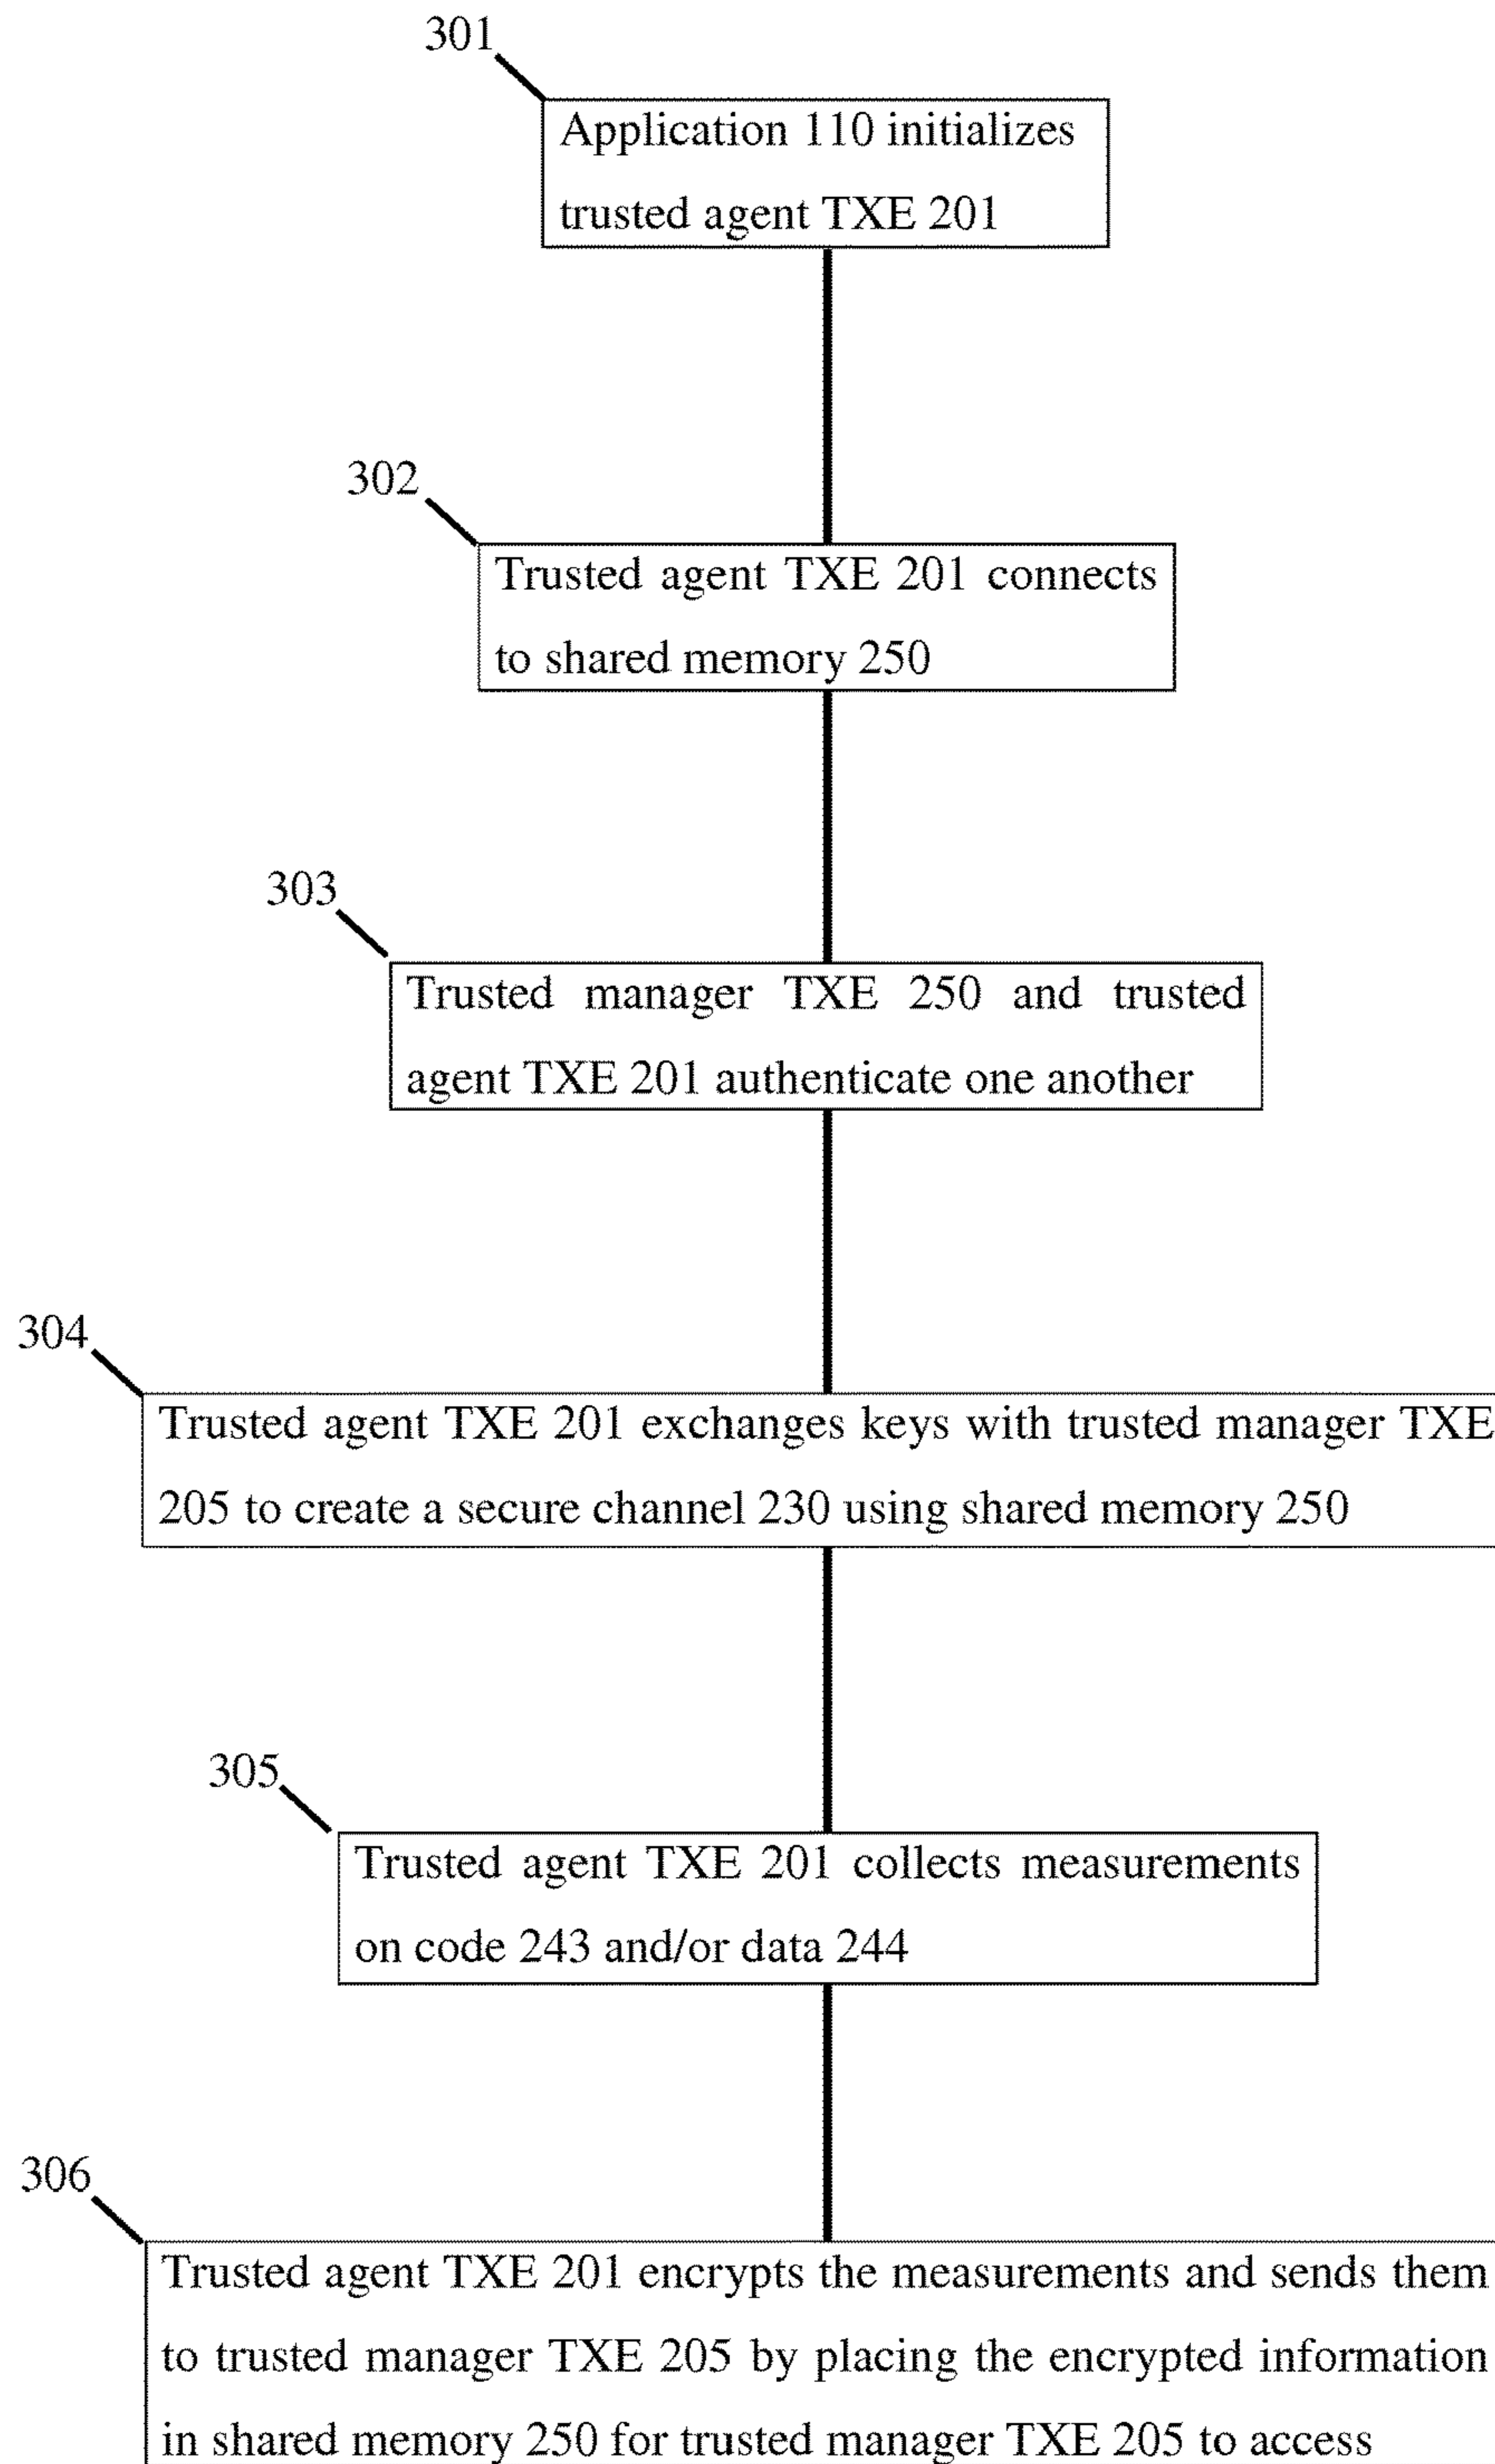 301
Application 110 initializes
trusted agent TXE 201
302
Trusted agent TXE 201 connects
to shared memory 250
303
Trusted manager TXE 250 and trusted
agent TXE 201 authenticate one another
304
Trusted agent TXE 201 exchanges keys with trusted manager TXE
205 to create a secure channel 230 using shared memory 250
305
Trusted agent TXE 201 collects measurements
on code 243 and/or data 244
306
Trusted agent TXE 201 encrypts the measurements and sends them
to trusted manager TXE 205 by placing the encrypted information
in shared memory 250 for trusted manager TXE 205 to access